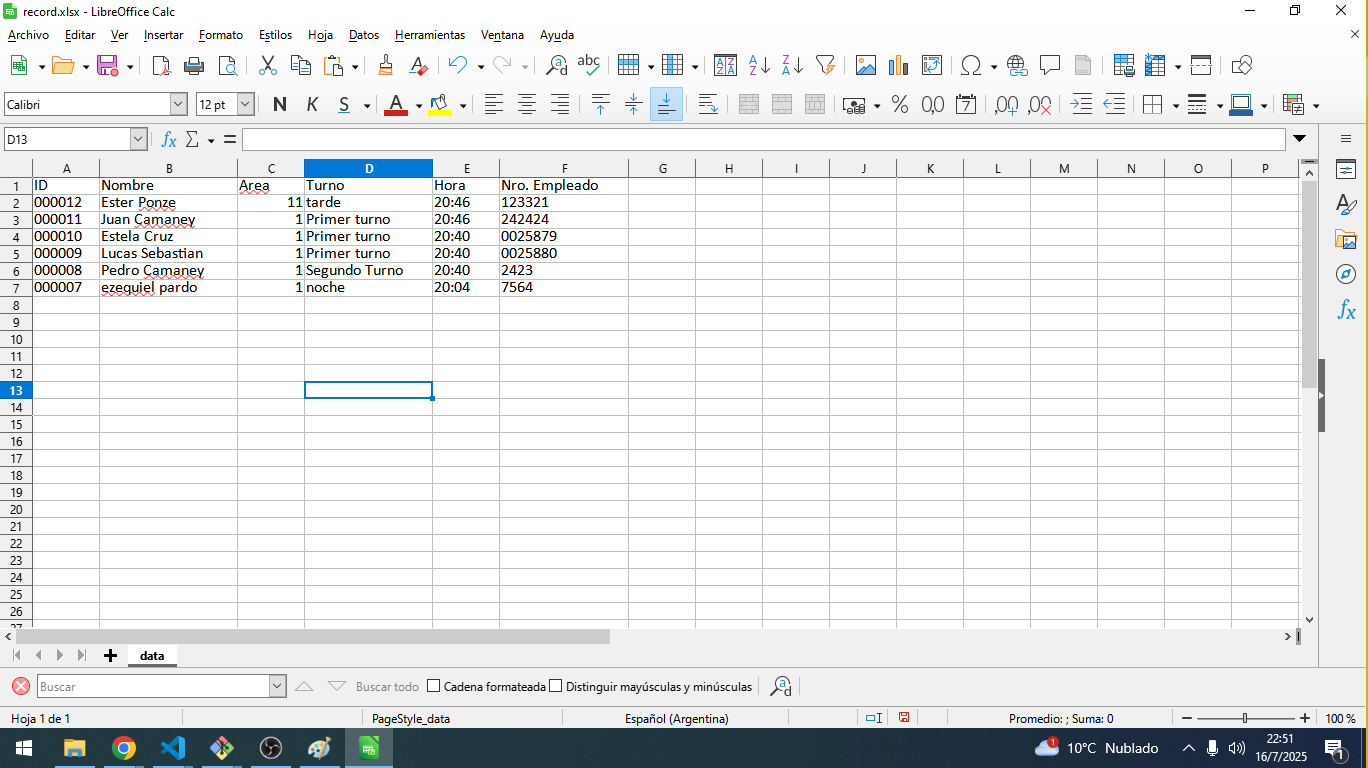 record.xlsx - LibreOffice Calc
Archivo Editar Ver Insertar Formato Estilos Hoja Datos Herramientas Ventana Ayuda
Calibri 12 pt N K S A
D13 fx Σ =
A B C D E F G H I J K L M N O P
1 ID Nombre Area Turno Hora Nro. Empleado
2 000012 Ester Ponze 11 tarde 20:46 123321
3 000011 Juan Camaney 1 Primer turno 20:46 242424
4 000010 Estela Cruz 1 Primer turno 20:40 0025879
5 000009 Lucas Sebastian 1 Primer turno 20:40 0025880
6 000008 Pedro Camaney 1 Segundo Turno 20:40 2423
7 000007 ezequiel pardo 1 noche 20:04 7564
8
9
10
11
12
13
14
15
16
17
18
19
20
21
22
23
24
25
26
27
data
Buscar Buscar todo Cadena formateada Distinguir mayúsculas y minúsculas
Hoja 1 de 1 PageStyle_data Español (Argentina) Promedio: ; Suma: 0 100 %
10°C Nublado 22:51
16/7/2025